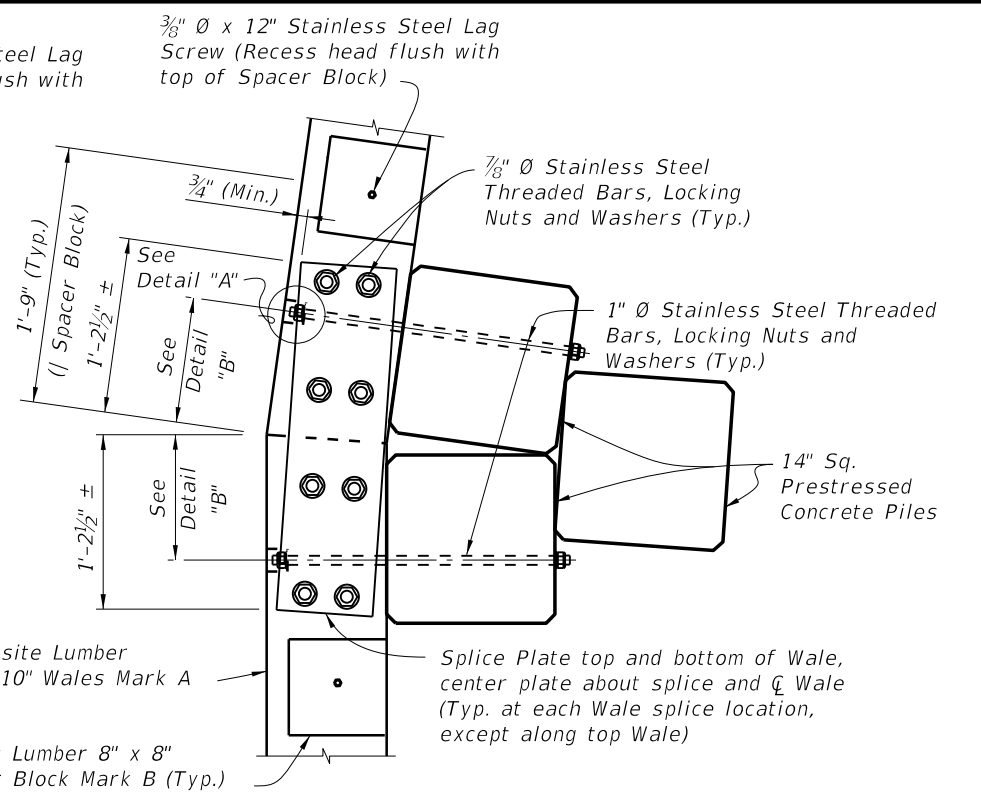 ⅜" Ø x 12" Stainless Steel Lag
Screw (Recess head flush with
top of Spacer Block)
Lag
with
⅞" Ø Stainless Steel
Threaded Bars, Locking
Nuts and Washers (Typ.)
¾" (Min.)
1'-9" (Typ.)
(| Spacer Block)
1'-2½" ±
See
Detail "A"
See
Detail
"B"
1" Ø Stainless Steel Threaded
Bars, Locking Nuts and
Washers (Typ.)
1'-2½" ±
See
Detail
"B"
14" Sq.
Prestressed
Concrete Piles
Lumber
10" Wales Mark A
Splice Plate top and bottom of Wale,
center plate about splice and ℄ Wale
(Typ. at each Wale splice location,
except along top Wale)
Lumber 8" x 8"
Block Mark B (Typ.)